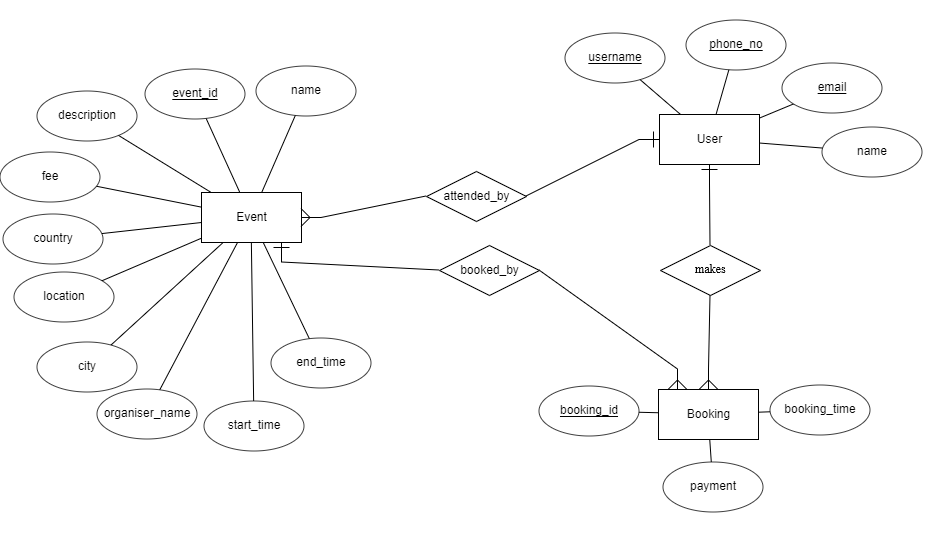 username
phone_no
email
name
User
event_id
name
description
fee
country
location
city
organiser_name
start_time
end_time
Event
attended_by
booked_by
makes
booking_id
Booking
booking_time
payment